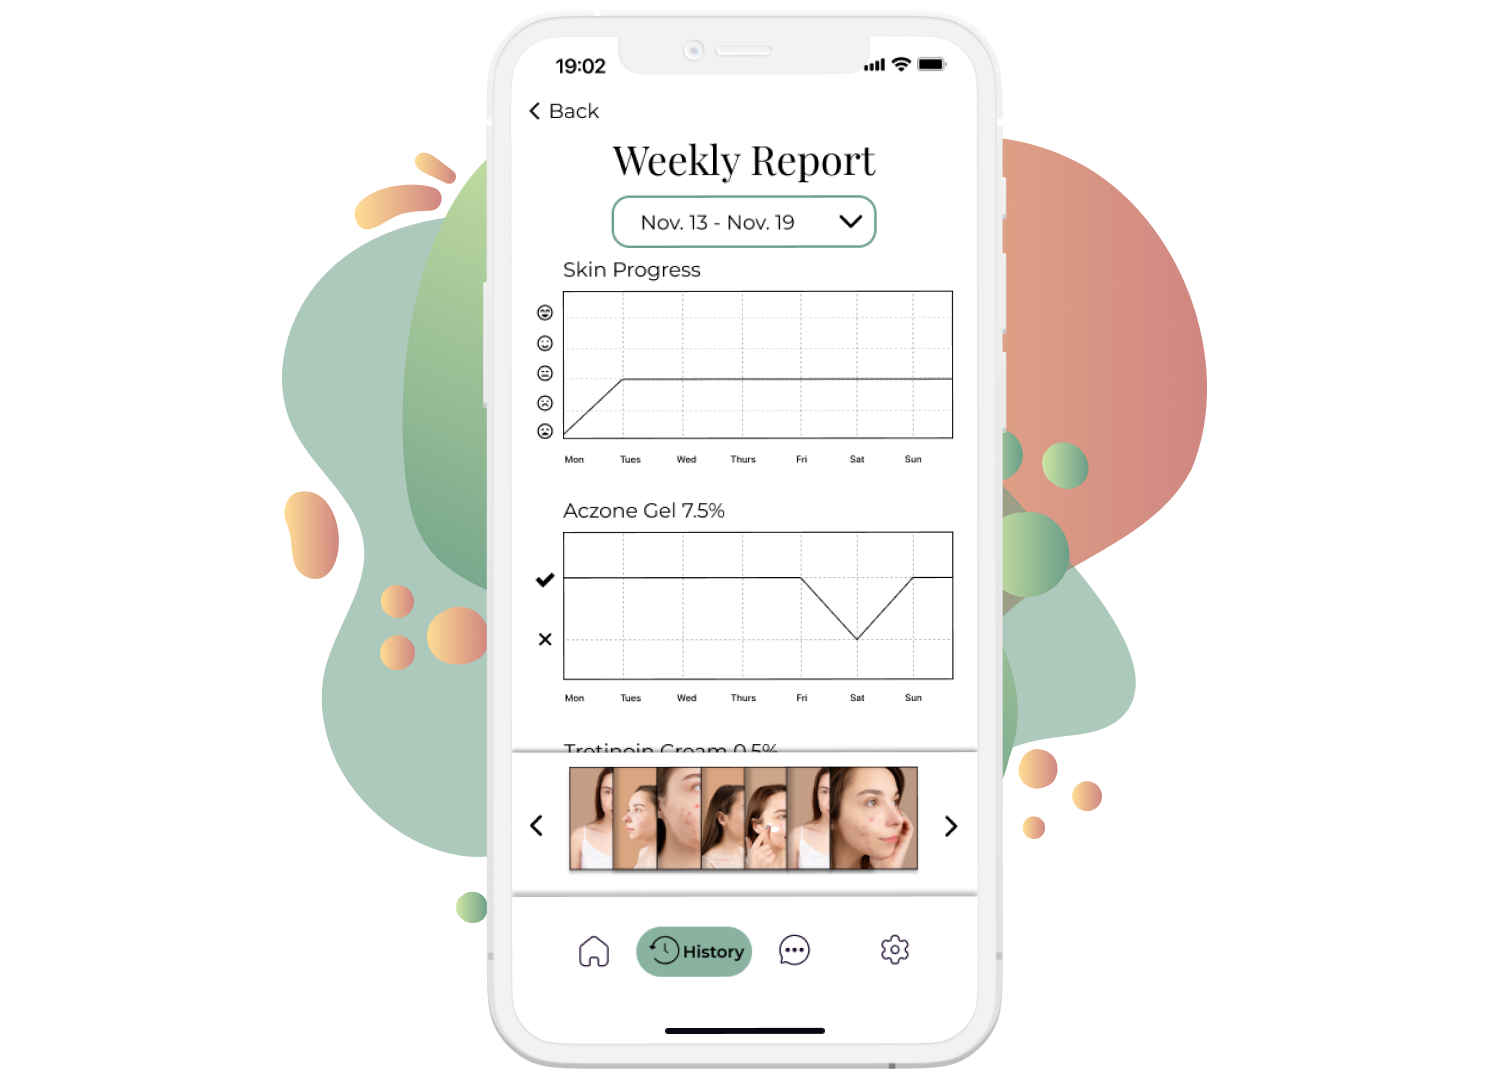 19:02
Back
Weekly Report
Nov. 13 - Nov. 19
Skin Progress
Mon Tues Wed Thurs Fri Sat Sun
Aczone Gel 7.5%
Mon Tues Wed Thurs Fri Sat Sun
Tretinoin Cream 0.5%
History